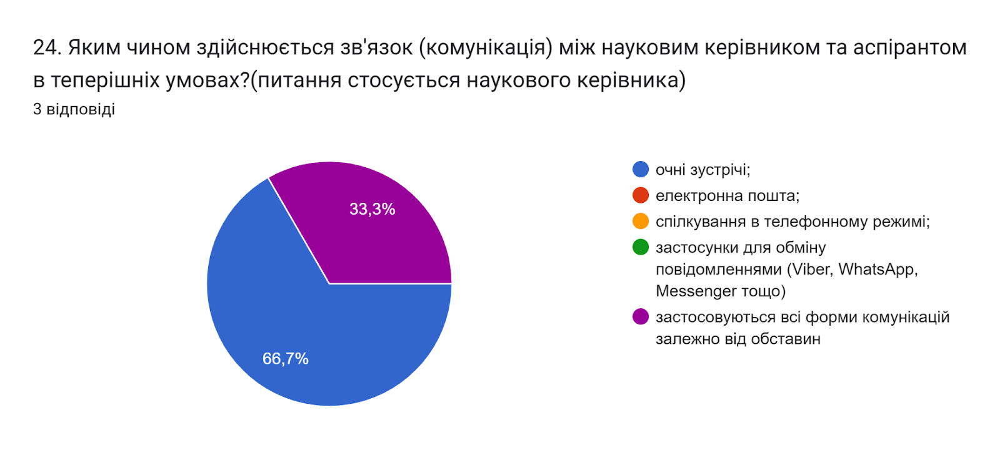 24. Яким чином здійснюється зв'язок (комунікація) між науковим керівником та аспірантом
в теперішніх умовах?(питання стосується наукового керівника)
3 відповіді
33,3%
66,7%
очні зустрічі;
електронна пошта;
спілкування в телефонному режимі;
застосунки для обміну
повідомленнями (Viber, WhatsApp,
Messenger тощо)
застосовуються всі форми комунікацій
залежно від обставин